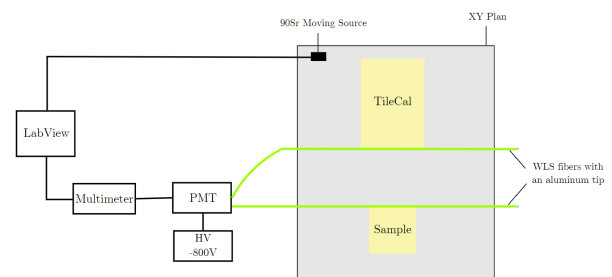 XY Plan
90Sr Moving Source
TileCal
LabView
WLS fibers with
an aluminum tip
Multimeter
PMT
Sample
HV
-800V